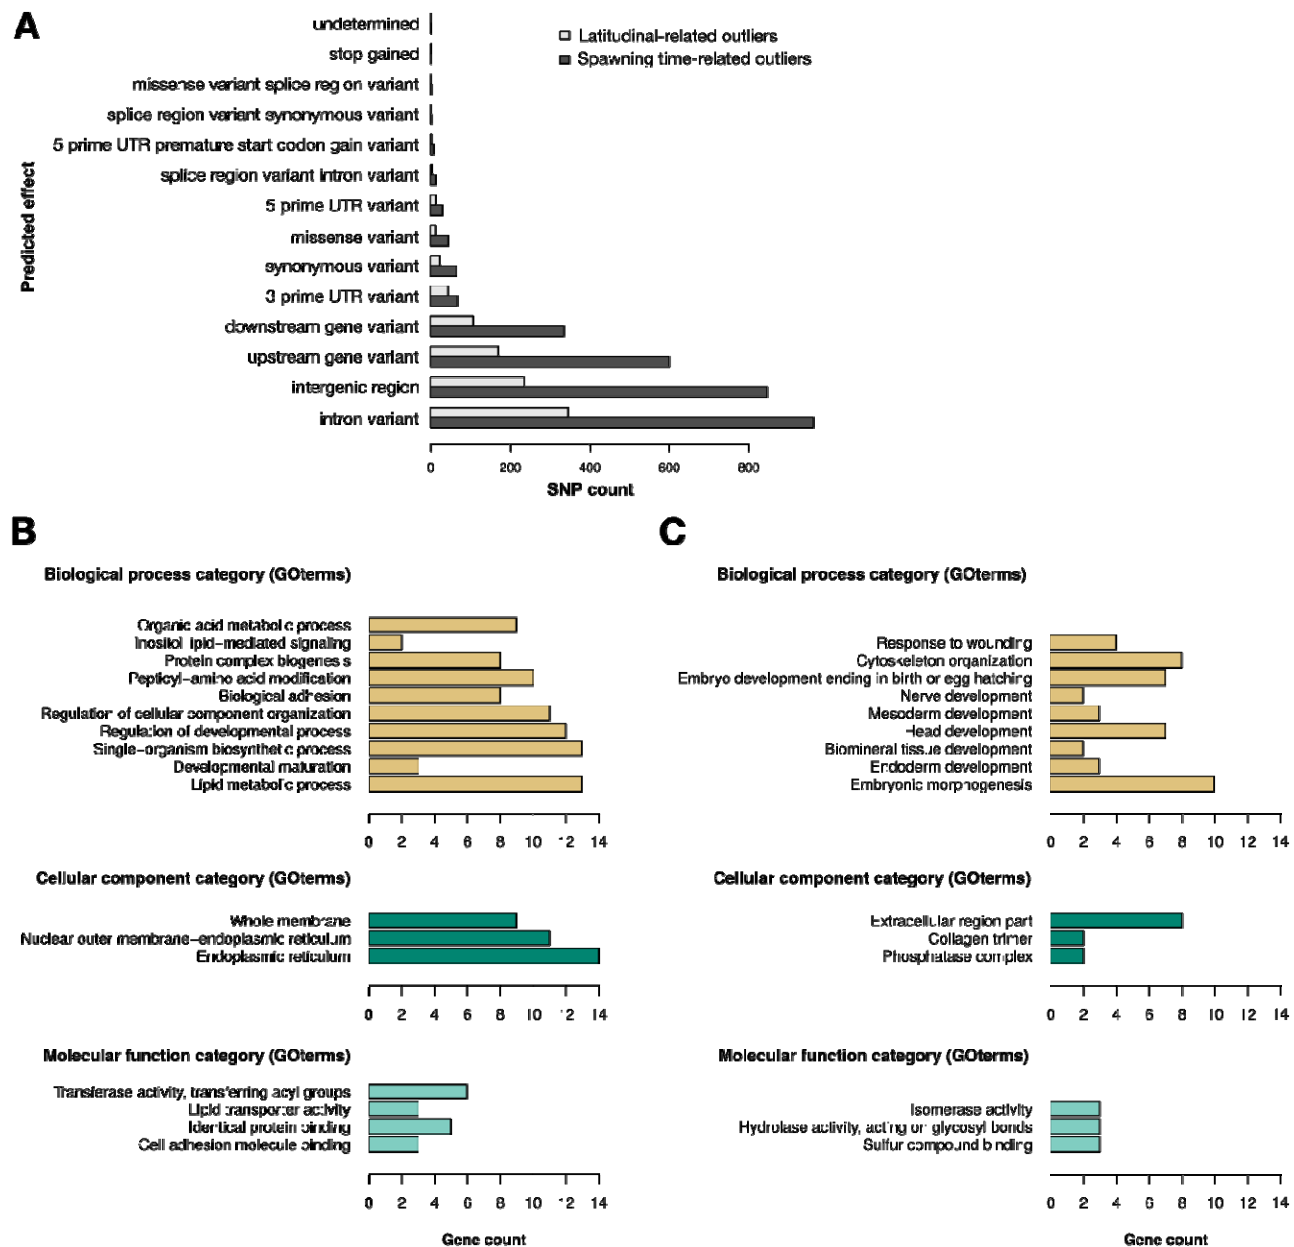 A
undetermined
Latitudinal-related outliers
stop gained
Spawning time-related outliers
missense variant splice reg on variant
splice region variant synonymous variant
5 prime UTR premature start codon gain variant
splice region variant intron variant
5 prime UTR variant
missense variant
synonymous variant
3 prime UTR variant
downstream gene variant
upstream gene variant
intergenic region
intron variant
Predicted effect
0 200 400 600 800
SNP count
B
Biological process category (GOterms)
Organic acid metabolic process
Inositol lipid-mediated signaling
Protein complex biogenesis
Peptidyl-amino acid modification
Biological adhesion
Regulation of cellular component organization
Regulation of developmental process
Single-organism biosynthetic process
Developmental maturation
Lipid metabolic process
0 2 4 6 8 10 12 14
Cellular component category (GOterms)
Whole membrane
Nuclear outer membrane-endoplasmic reticulum
Endoplasmic reticulum
0 2 4 6 8 10 12 14
Molecular function category (GOterms)
Transferase activity, transferring acyl groups
Lipid transporter activity
Identical protein binding
Cell adhesion molecule binding
0 2 4 6 8 10 12 14
Gene count
C
Biological process category (GOterms)
Response to wounding
Cytoskeleton organization
Embryo development ending in birth or egg hatching
Nerve development
Mesoderm development
Head development
Biomineral tissue development
Endoderm development
Embryonic morphogenesis
0 2 4 6 8 10 12 14
Cellular component category (GOterms)
Extracellular region part
Collagen trimer
Phosphatase complex
0 2 4 6 8 10 12 14
Molecular function category (GOterms)
Isomerase activity
Hydrolase activity, acting on glycosyl bonds
Sulfur compound binding
0 2 4 6 8 10 12 14
Gene count